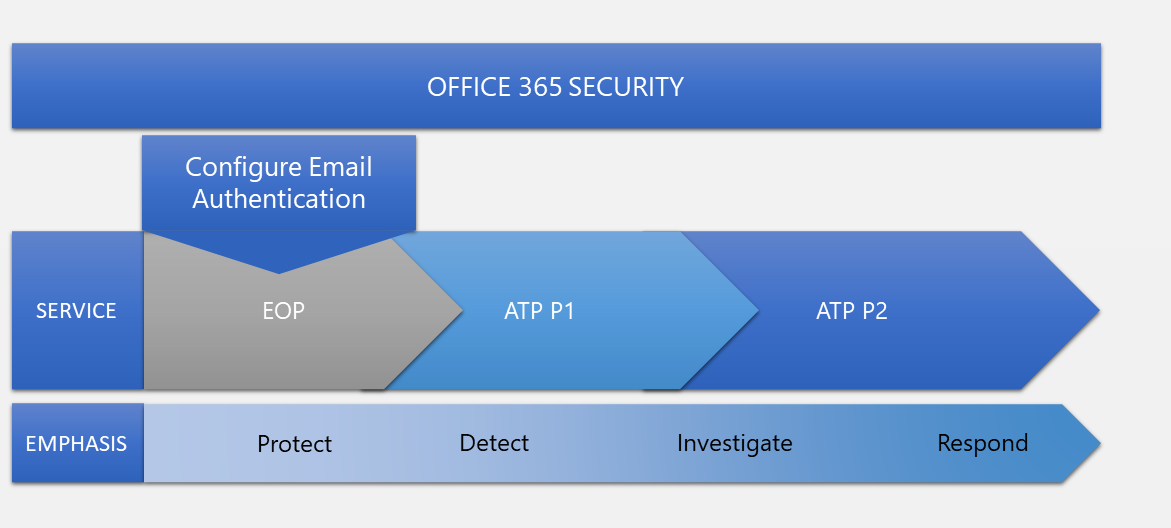 OFFICE 365 SECURITY
Configure Email
Authentication
SERVICE
EOP
ATP P1
ATP P2
EMPHASIS
Protect
Detect
Investigate
Respond